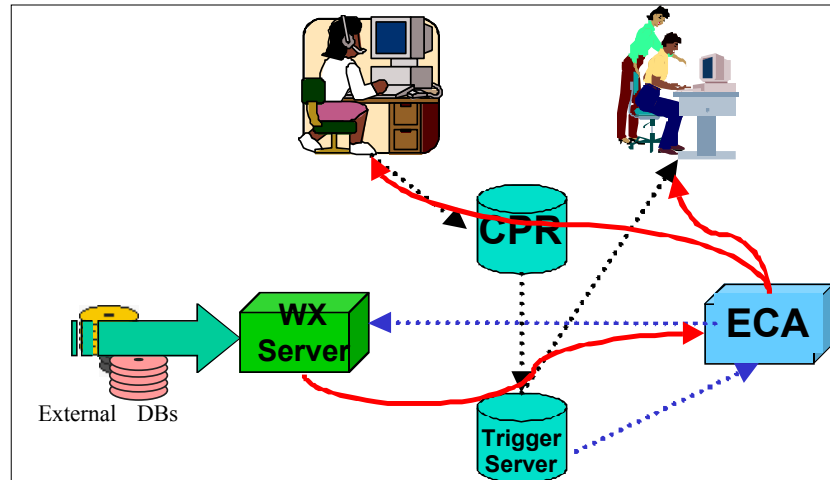 CPR
WX
Server
ECA
External DBs
Trigger
Server